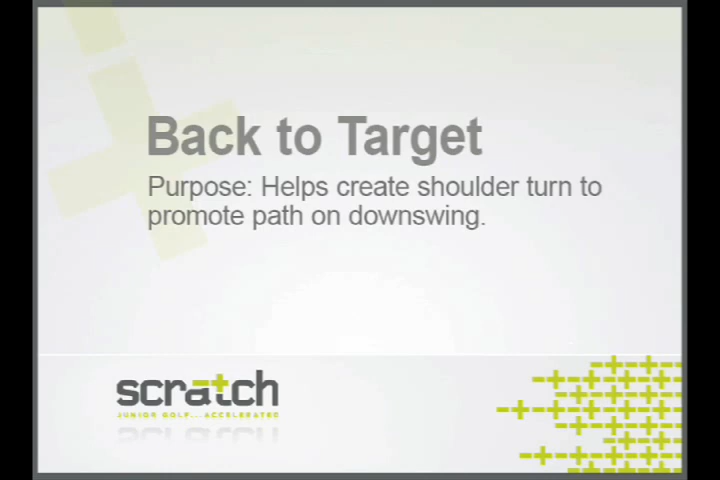 Back to Target
Purpose: Helps create shoulder turn to
promote path on downswing.
scratch
JUNIOR GOLF... ACCELERATED